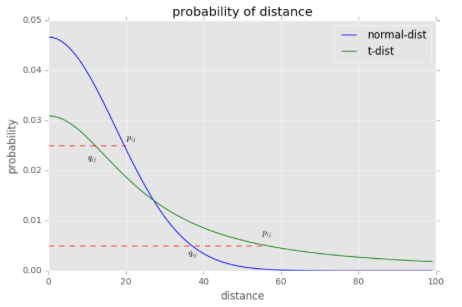 probability of distance
0.05
0.04
0.03
0.02
0.01
0.00
probability
normal-dist
t-dist
p_ij
q_ij
p_ij
q_ij
0 20 40 60 80 100
distance